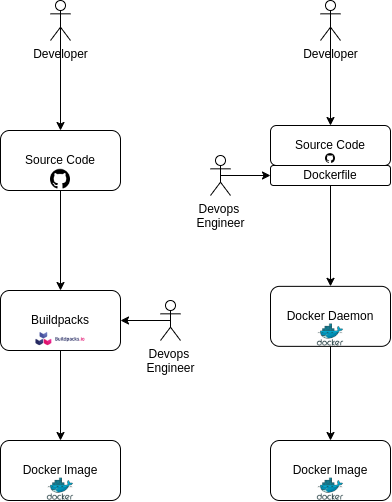 Developer
Source Code
Buildpacks
Buildpacks.io
Devops
Engineer
Docker Image
docker
Developer
Source Code
Dockerfile
Devops
Engineer
Docker Daemon
docker
Docker Image
docker